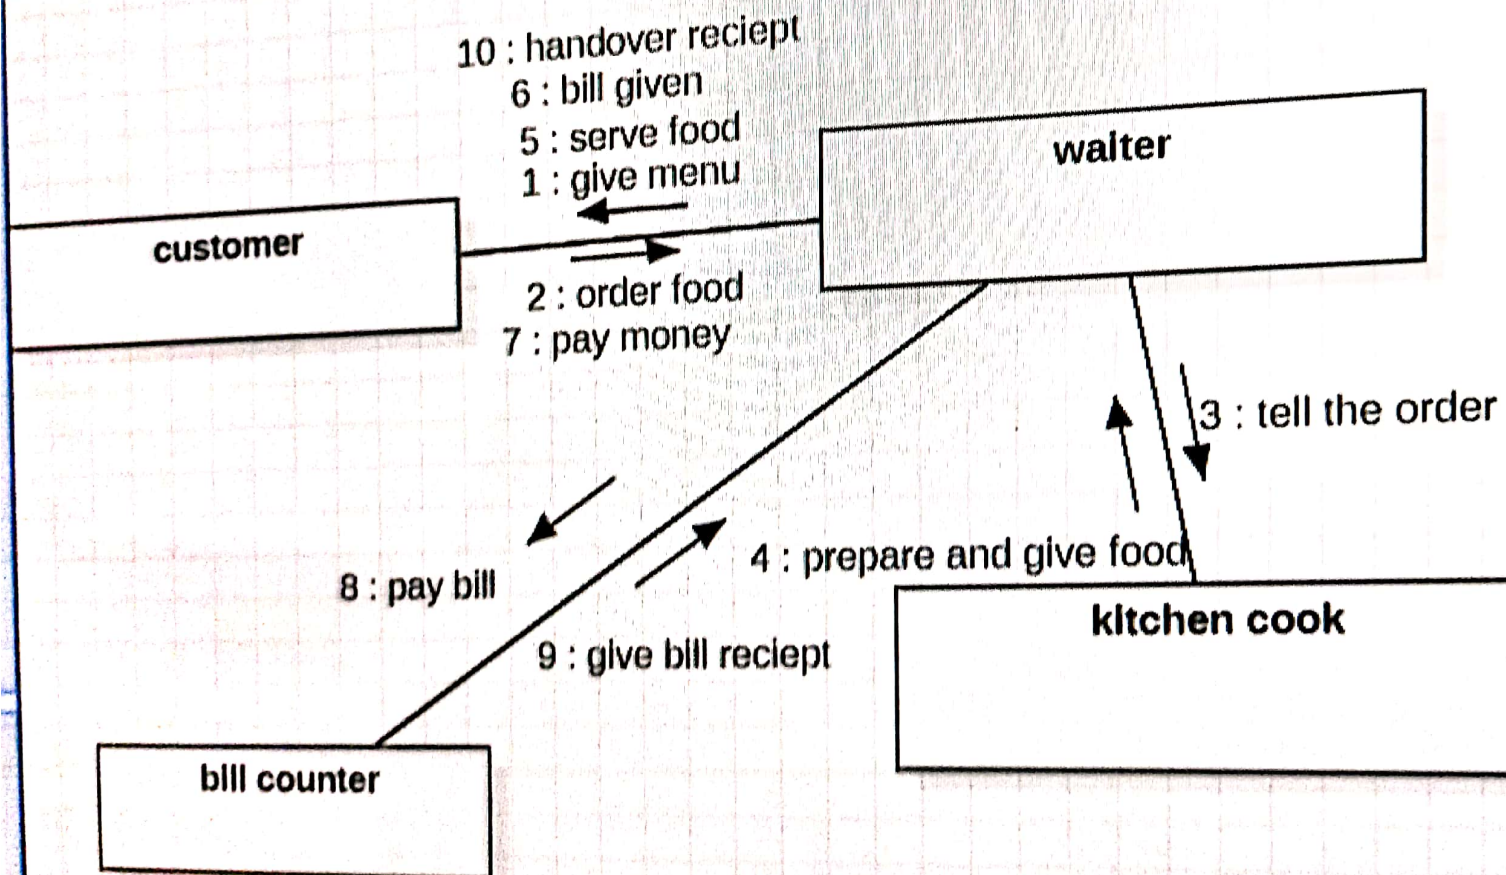 10 : handover reciept
6 : bill given
5 : serve food
1 : give menu
waiter
customer
2 : order food
7 : pay money
3 : tell the order
4 : prepare and give food
8 : pay bill
kitchen cook
9 : give bill reciept
bill counter